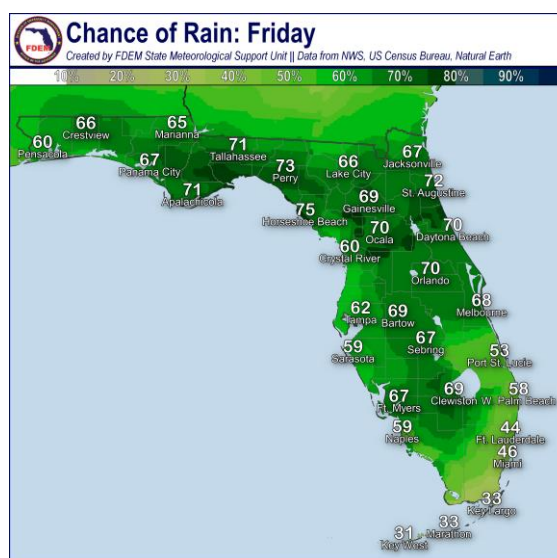 FDEM
Chance of Rain: Friday
Created by FDEM State Meteorological Support Unit || Data from NWS, US Census Bureau, Natural Earth
10% 20% 30% 40% 50% 60% 70% 80% 90%
66
Crestview
65
Marianna
60
Pensacola
67
Panama City
71
Tallahassee
73
Perry
66
Lake City
67
Jacksonville
71
Apalachicola
72
St. Augustine
69
Gainesville
75
Horseshoe Beach
70
Ocala
70
Daytona Beach
60
Crystal River
70
Orlando
68
Melbourne
62
Tampa
69
Bartow
67
Sebring
59
Sarasota
53
Port St. Lucie
67
Ft. Myers
69
Clewiston
58
W. Palm Beach
59
Naples
44
Ft. Lauderdale
46
Miami
33
Key Largo
33
Marathon
31
Key West